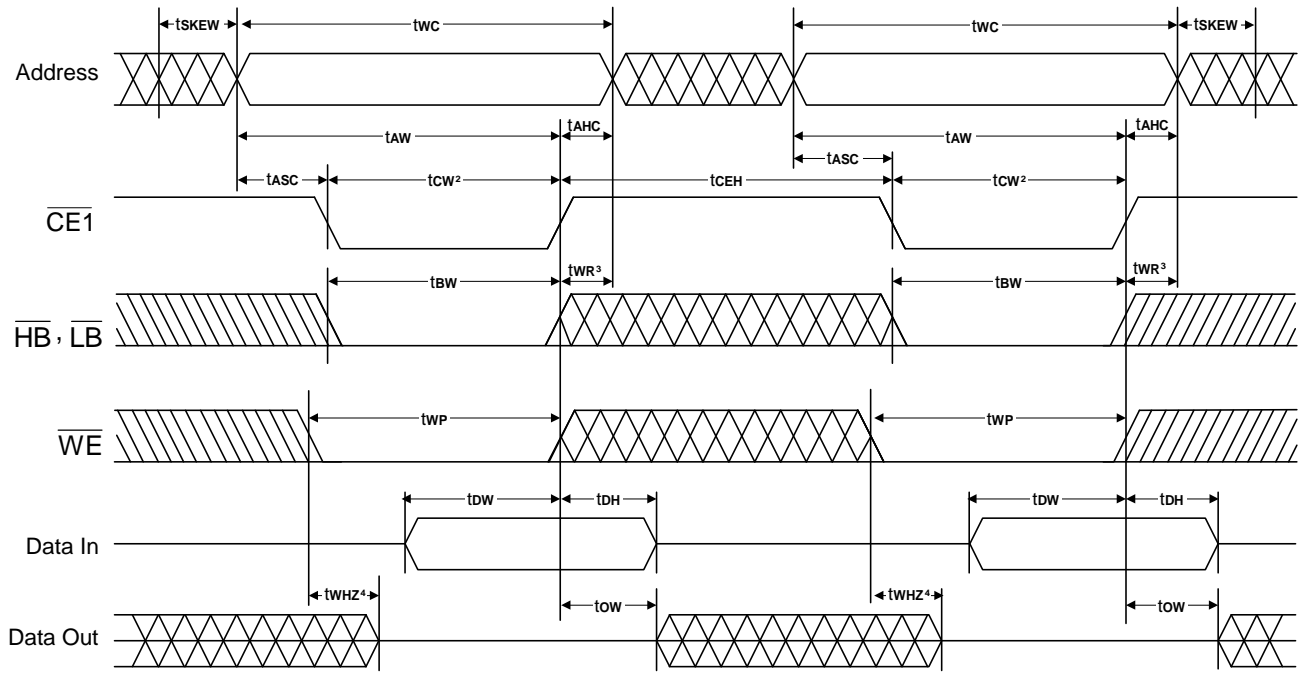 tSKEW tWC tWC tSKEW
Address
tAW tAHC tAW tAHC
tASC tCW² tCEH tASC tCW²
CE1
tBW tWR³ tBW tWR³
HB, LB
tWP tWP
WE
tDW tDH tDW tDH
Data In
tWHZ⁴ tOW tWHZ⁴ tOW
Data Out